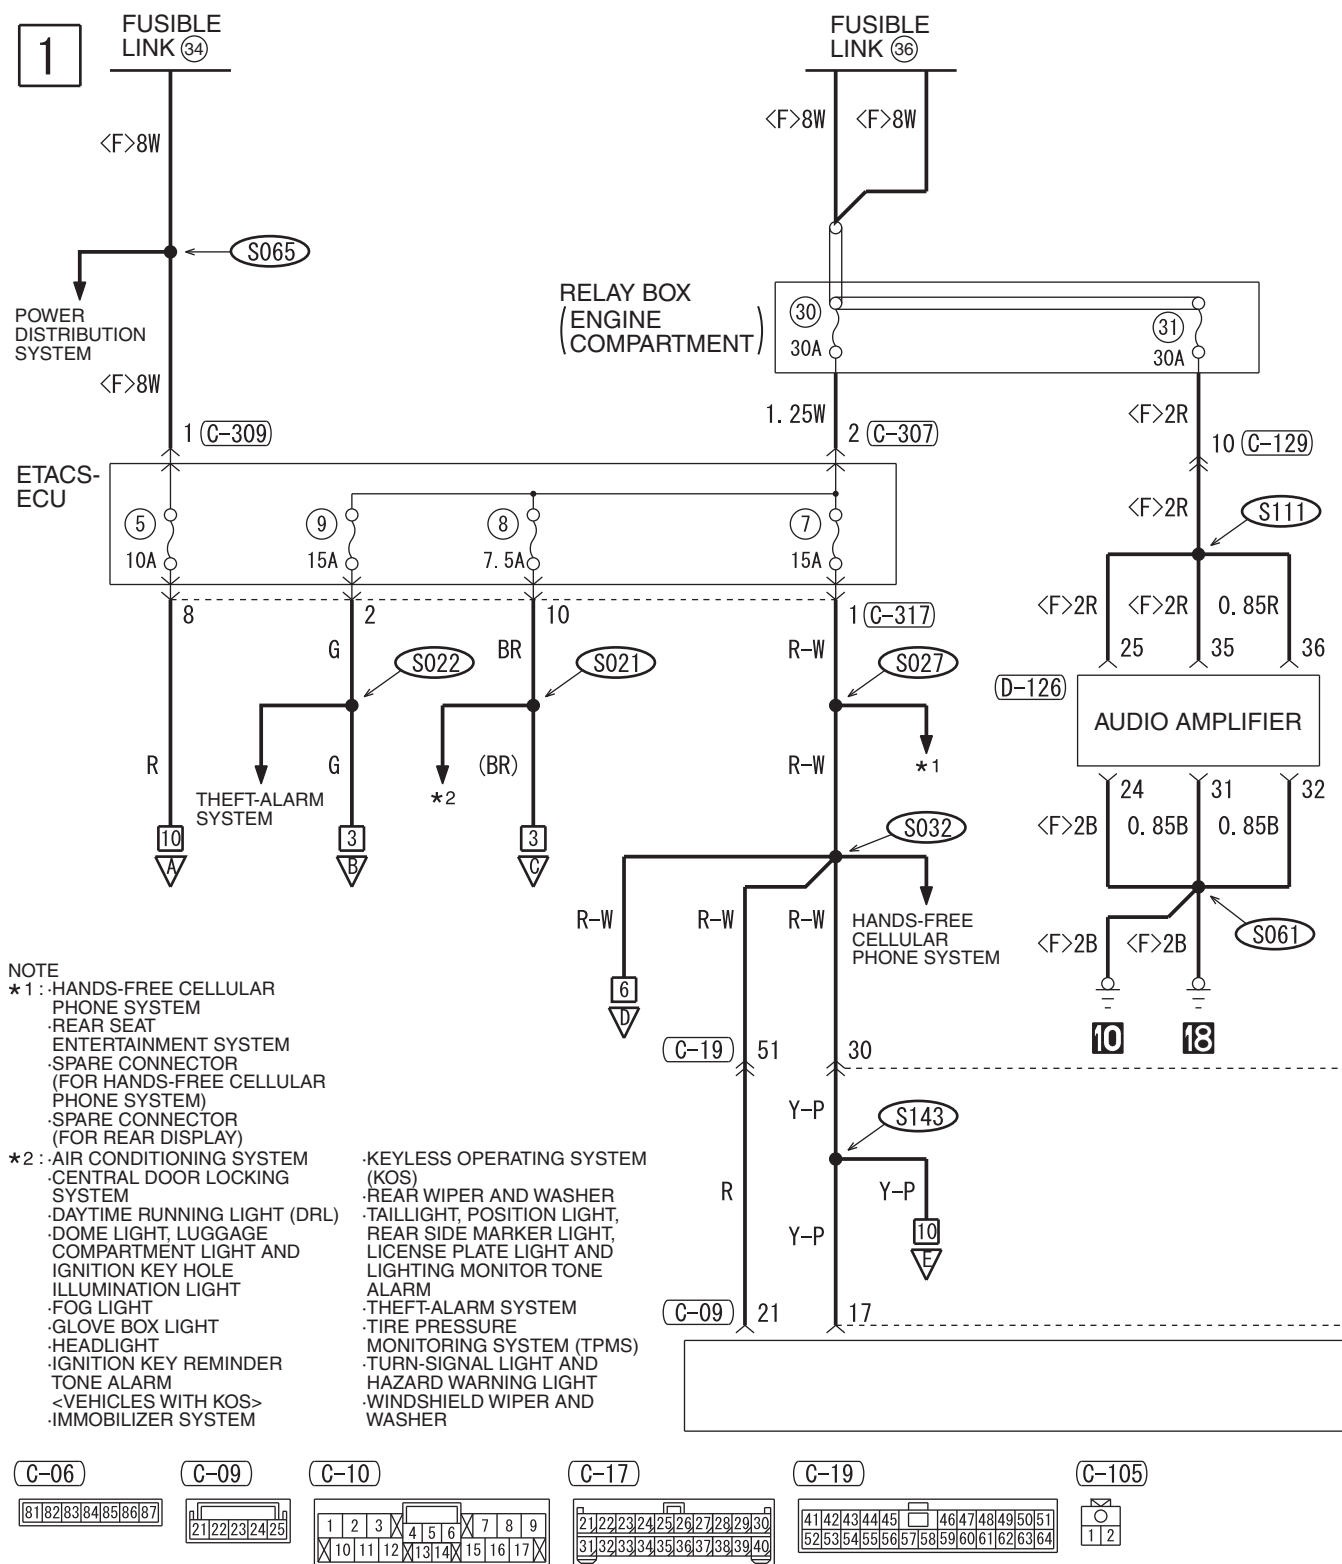 1
FUSIBLE
LINK 34
FUSIBLE
LINK 36
<F>8W
<F>8W <F>8W
S065
POWER
DISTRIBUTION
SYSTEM
RELAY BOX
(ENGINE
COMPARTMENT)
30
30A
31
30A
<F>8W
1.25W
<F>2R
1 (C-309)
2 (C-307)
10 (C-129)
ETACS-
ECU
<F>2R
S111
5
10A
9
15A
8
7.5A
7
15A
8
2
10
1 (C-317)
<F>2R <F>2R 0.85R
G
S022
BR
S021
R-W
S027
25 35 36
(D-126)
AUDIO AMPLIFIER
R
G
(BR)
R-W
*1
*2
THEFT-ALARM
SYSTEM
24 31 32
<F>2B 0.85B 0.85B
10
A
3
B
3
C
S032
R-W R-W R-W
HANDS-FREE
CELLULAR
PHONE SYSTEM
S061
<F>2B <F>2B
6
D
10
18
(C-19) 51 30
Y-P
S143
R
Y-P
Y-P
10
E
(C-09) 21 17
NOTE
*1:·HANDS-FREE CELLULAR
PHONE SYSTEM
·REAR SEAT
ENTERTAINMENT SYSTEM
·SPARE CONNECTOR
(FOR HANDS-FREE CELLULAR
PHONE SYSTEM)
·SPARE CONNECTOR
(FOR REAR DISPLAY)
*2:·AIR CONDITIONING SYSTEM
·CENTRAL DOOR LOCKING
SYSTEM
·DAYTIME RUNNING LIGHT (DRL)
·DOME LIGHT, LUGGAGE
COMPARTMENT LIGHT AND
IGNITION KEY HOLE
ILLUMINATION LIGHT
·FOG LIGHT
·GLOVE BOX LIGHT
·HEADLIGHT
·IGNITION KEY REMINDER
TONE ALARM
<VEHICLES WITH KOS>
·IMMOBILIZER SYSTEM
·KEYLESS OPERATING SYSTEM
(KOS)
·REAR WIPER AND WASHER
·TAILLIGHT, POSITION LIGHT,
REAR SIDE MARKER LIGHT,
LICENSE PLATE LIGHT AND
LIGHTING MONITOR TONE
ALARM
·THEFT-ALARM SYSTEM
·TIRE PRESSURE
MONITORING SYSTEM (TPMS)
·TURN-SIGNAL LIGHT AND
HAZARD WARNING LIGHT
·WINDSHIELD WIPER AND
WASHER
(C-06)
81 82 83 84 85 86 87
(C-09)
21 22 23 24 25
(C-10)
1 2 3 4 5 6 7 8 9
10 11 12 13 14 15 16 17
(C-17)
21 22 23 24 25 26 27 28 29 30
31 32 33 34 35 36 37 38 39 40
(C-19)
41 42 43 44 45 46 47 48 49 50 51
52 53 54 55 56 57 58 59 60 61 62 63 64
(C-105)
1 2